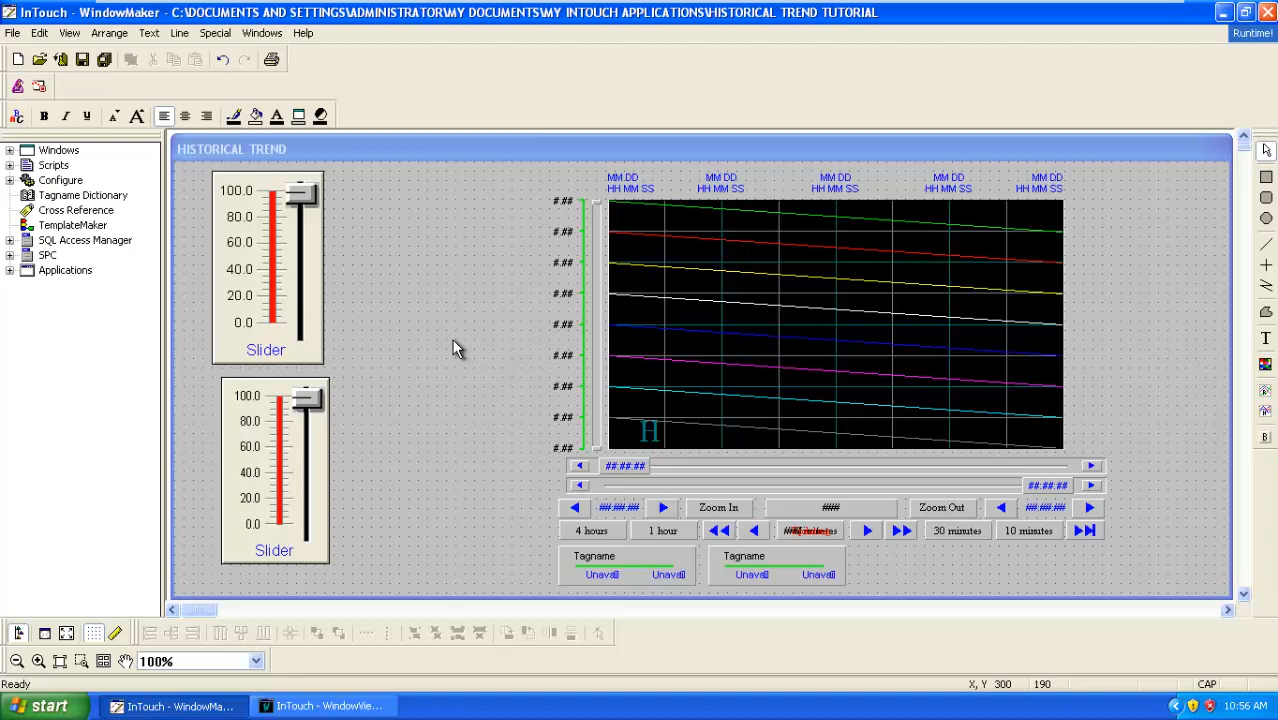 InTouch - WindowMaker - C:\DOCUMENTS AND SETTINGS\ADMINISTRATOR\MY DOCUMENTS\MY INTOUCH APPLICATIONS\HISTORICAL TREND TUTORIAL
File Edit View Arrange Text Line Special Windows Help
Runtime!
Windows
Scripts
Configure
Tagname Dictionary
Cross Reference
TemplateMaker
SQL Access Manager
SPC
Applications
HISTORICAL TREND
100.0
80.0
60.0
40.0
20.0
0.0
Slider
100.0
80.0
60.0
40.0
20.0
0.0
Slider
MM DD MM DD MM DD MM DD MM DD
HH MM SS HH MM SS HH MM SS HH MM SS HH MM SS
#.##
#.##
#.##
#.##
#.##
#.##
#.##
#.##
#.##
H
##:##:##
##:##:##
##:##:## Zoom In ### Zoom Out ##:##:##
4 hours 1 hour 30 minutes 10 minutes
Tagname Tagname
Unavail Unavail Unavail Unavail
100%
Ready X, Y 300 190 CAP
start InTouch - WindowMa... InTouch - WindowVie... 10:56 AM